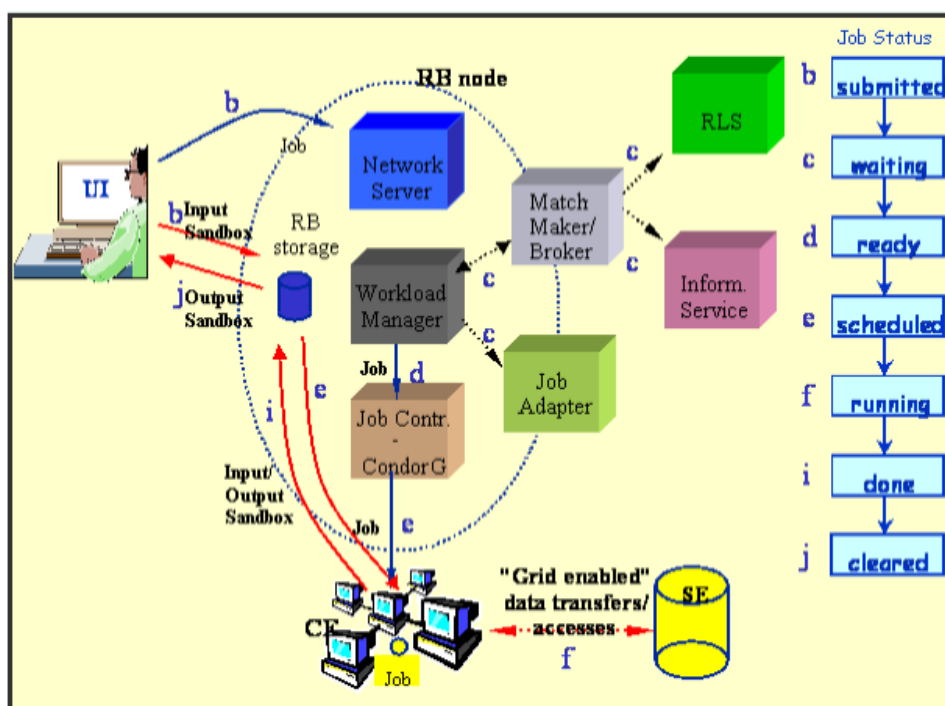 Job Status
RB node
b
submitted
b
Job
RLS
Network
Server
c
c
waiting
UI
b
Input
Sandbox
RB
storage
Match
Maker/
Broker
d
ready
j
Output
Sandbox
Workload
Manager
c
c
Inform.
Service
c
e
scheduled
Job
d
e
Job
Adapter
i
Job Contr.
-
CondorG
f
running
Input/
Output
Sandbox
Job
e
i
done
j
cleared
"Grid enabled"
data transfers/
accesses
f
SE
CE
Job